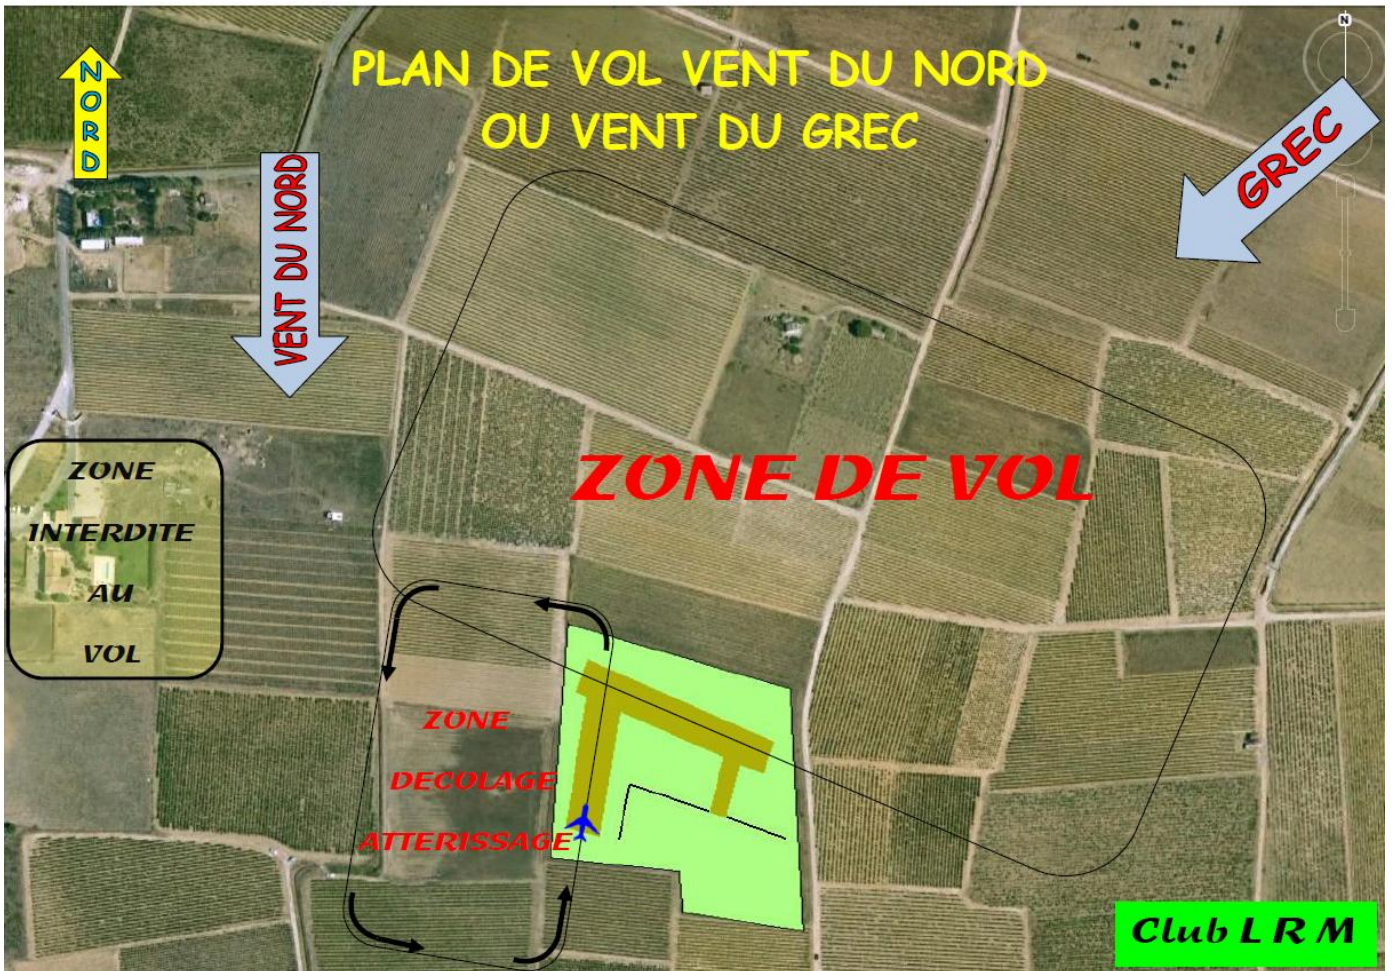 PLAN DE VOL VENT DU NORD
OU VENT DU GREC
N
NORD
VENT DU NORD
GREC
ZONE
INTERDITE
AU
VOL
ZONE DE VOL
ZONE
DECOLAGE
ATTERISSAGE
Club L R M